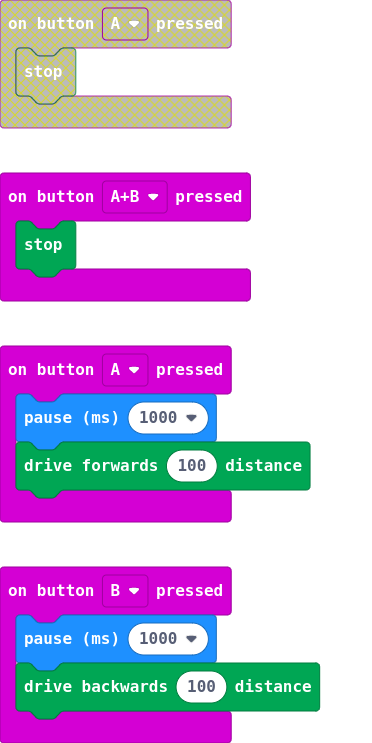 on button A pressed
stop
on button A+B pressed
stop
on button A pressed
pause (ms) 1000
drive forwards 100 distance
on button B pressed
pause (ms) 1000
drive backwards 100 distance